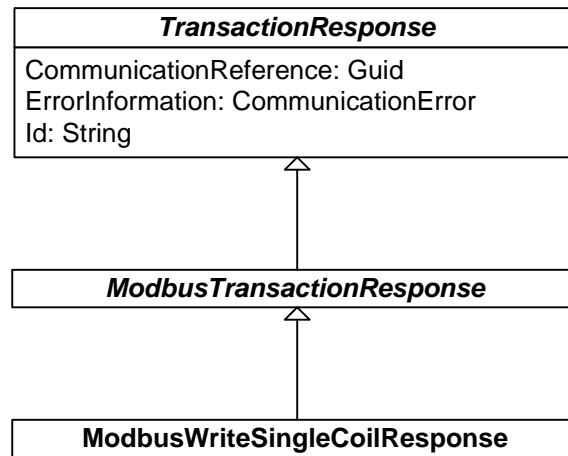 TransactionResponse
CommunicationReference: Guid
ErrorInformation: CommunicationError
Id: String
ModbusTransactionResponse
ModbusWriteSingleCoilResponse